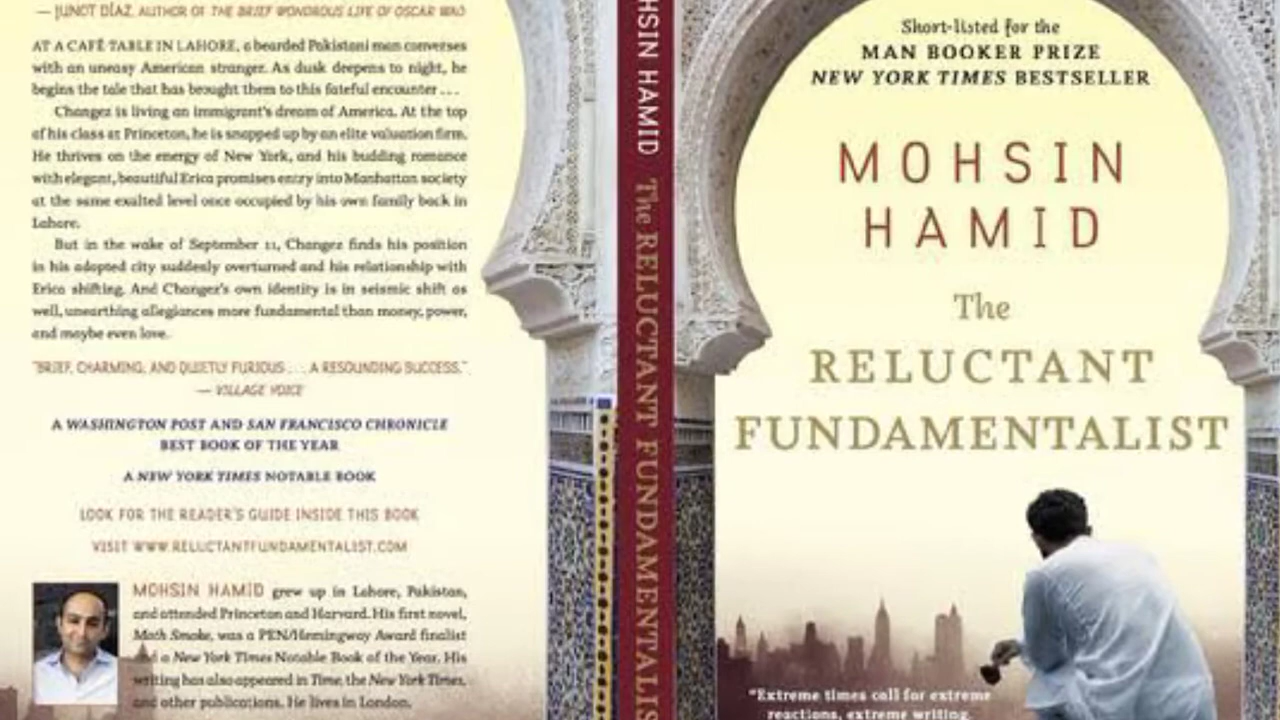 — JUNOT DÍAZ, AUTHOR OF THE BRIEF WONDROUS LIFE OF OSCAR WAO
AT A CAFÉ TABLE IN LAHORE, a bearded Pakistani man converses
with an uneasy American stranger. As dusk deepens to night, he
begins the tale that has brought them to this fateful encounter . . .
Changez is living an immigrant's dream of America. At the top
of his class at Princeton, he is snapped up by an elite valuation firm.
He thrives on the energy of New York, and his budding romance
with elegant, beautiful Erica promises entry into Manhattan society
at the same exalted level once occupied by his own family back in
Lahore.
But in the wake of September 11, Changez finds his position
in his adopted city suddenly overturned and his relationship with
Erica shifting. And Changez's own identity is in seismic shift as
well, unearthing allegiances more fundamental than money, power,
and maybe even love.
"BRIEF, CHARMING, AND QUIETLY FURIOUS . . . A RESOUNDING SUCCESS."
— VILLAGE VOICE
A WASHINGTON POST AND SAN FRANCISCO CHRONICLE
BEST BOOK OF THE YEAR
A NEW YORK TIMES NOTABLE BOOK
LOOK FOR THE READER'S GUIDE INSIDE THIS BOOK
VISIT WWW.RELUCTANTFUNDAMENTALIST.COM
MOHSIN HAMID grew up in Lahore, Pakistan,
and attended Princeton and Harvard. His first novel,
Moth Smoke, was a PEN/Hemingway Award finalist
and a New York Times Notable Book of the Year. His
writing has also appeared in Time, the New York Times,
and other publications. He lives in London.
HSIN HAMID The RELUCTANT FUNDAMENTALIS
Short-listed for the
MAN BOOKER PRIZE
NEW YORK TIMES BESTSELLER
MOHSIN
HAMID
The
RELUCTANT
FUNDAMENTALIST
"Extreme times call for extreme
reactions, extreme writing.